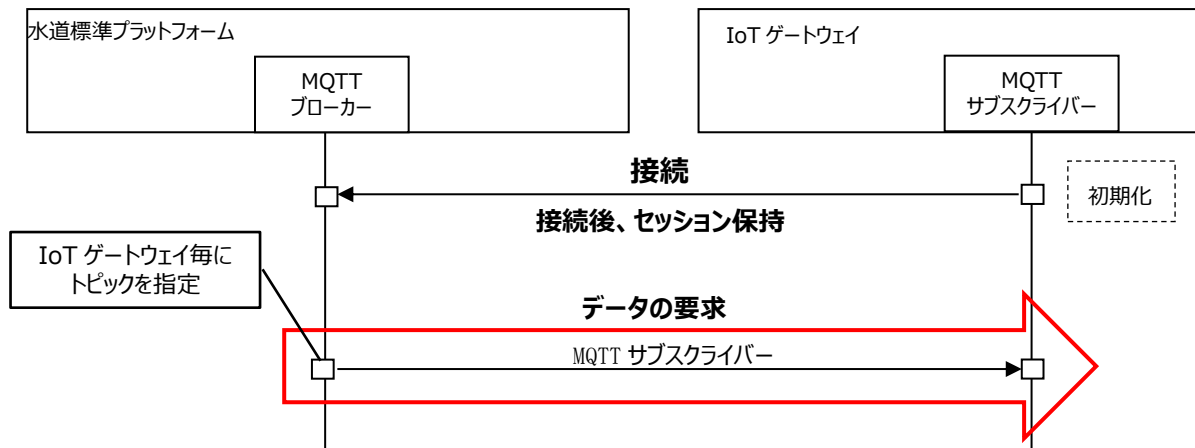 水道標準プラットフォーム
IoT ゲートウェイ
MQTT
ブローカー
MQTT
サブスクライバー
接続
初期化
接続後、セッション保持
IoT ゲートウェイ毎に
トピックを指定
データの要求
MQTT サブスクライバー